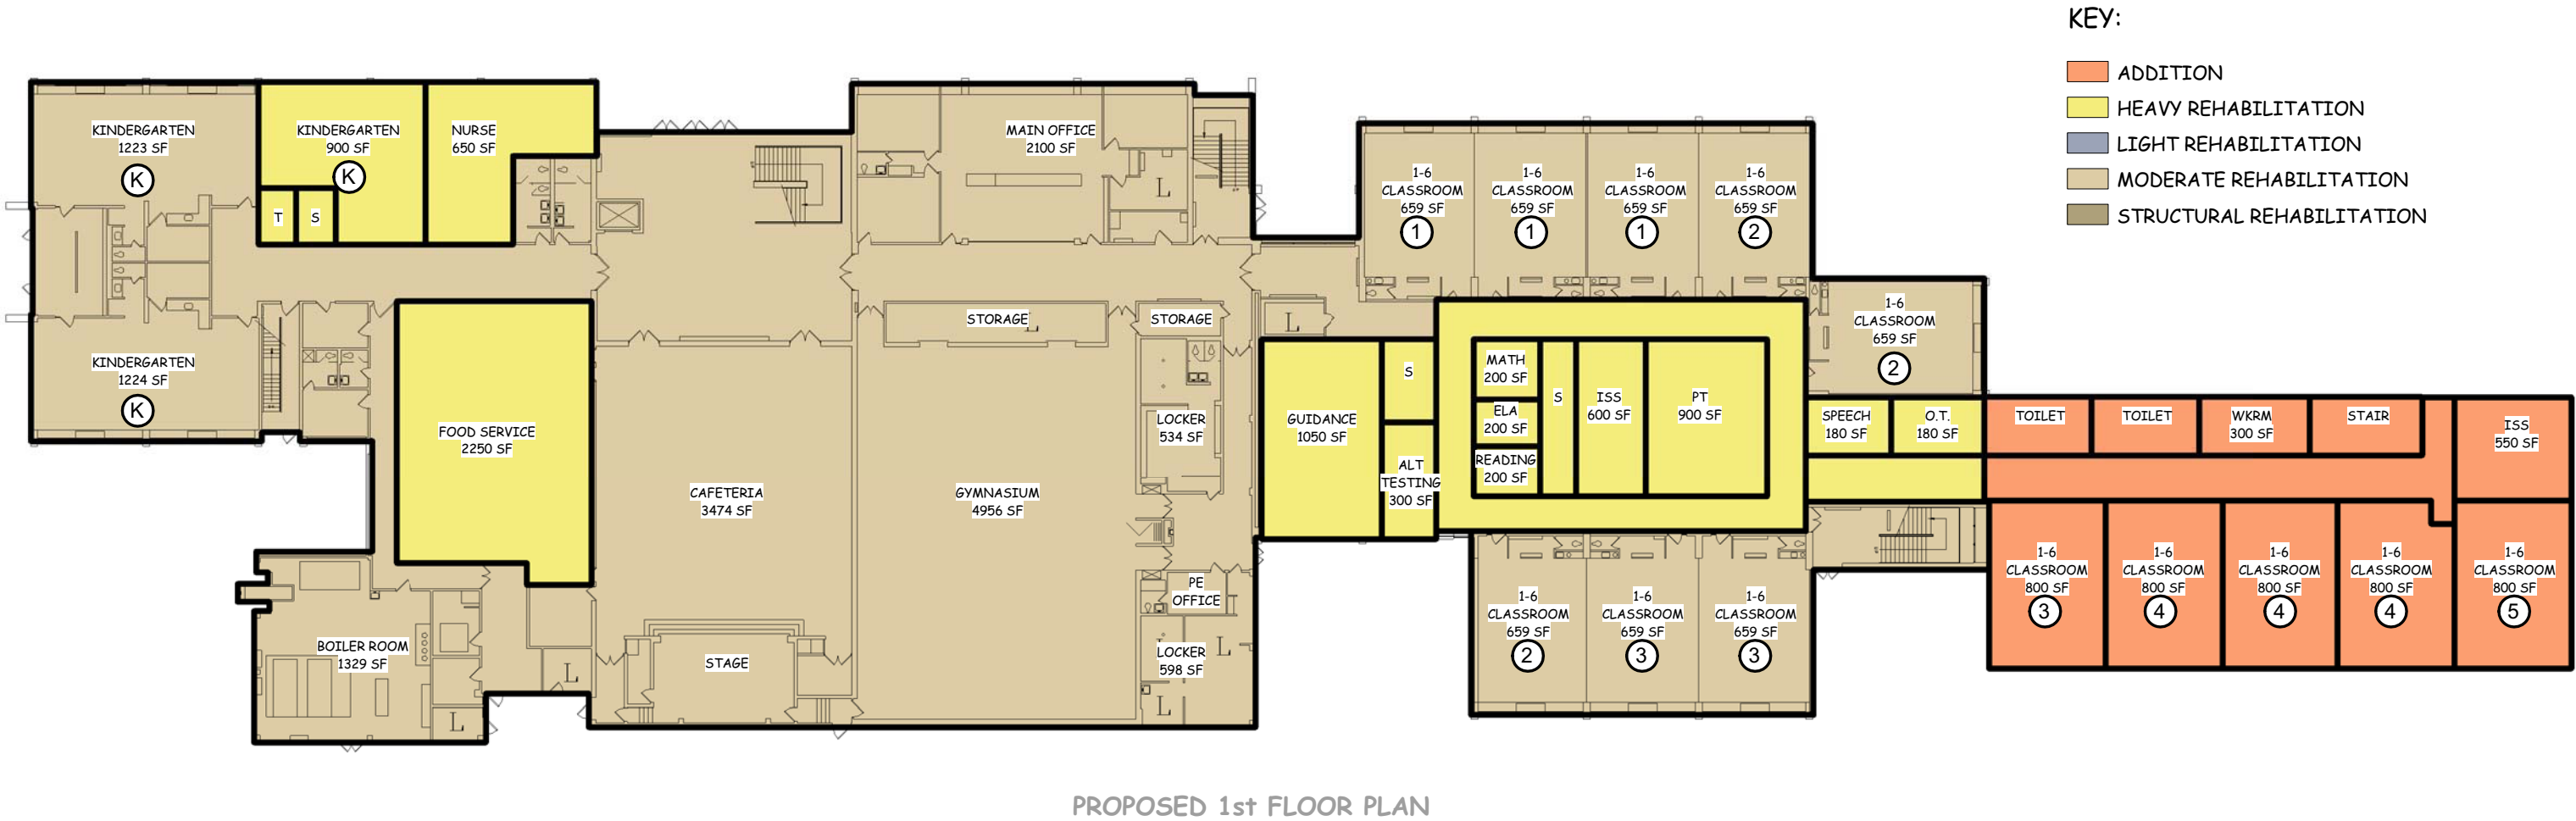 KEY:
ADDITION
HEAVY REHABILITATION
LIGHT REHABILITATION
MODERATE REHABILITATION
STRUCTURAL REHABILITATION
KINDERGARTEN
1223 SF
K
KINDERGARTEN
900 SF
K
NURSE
650 SF
T
S
MAIN OFFICE
2100 SF
L
1-6
CLASSROOM
659 SF
1
1-6
CLASSROOM
659 SF
1
1-6
CLASSROOM
659 SF
1
1-6
CLASSROOM
659 SF
2
1-6
CLASSROOM
659 SF
2
KINDERGARTEN
1224 SF
K
FOOD SERVICE
2250 SF
STORAGE
L
STORAGE
L
CAFETERIA
3474 SF
GYMNASIUM
4956 SF
LOCKER
534 SF
GUIDANCE
1050 SF
S
ALT
TESTING
300 SF
MATH
200 SF
ELA
200 SF
READING
200 SF
S
ISS
600 SF
PT
900 SF
SPEECH
180 SF
O.T.
180 SF
TOILET
TOILET
WKRM
300 SF
STAIR
ISS
550 SF
BOILER ROOM
1329 SF
L
L
STAGE
PE
OFFICE
LOCKER
598 SF
L
L
1-6
CLASSROOM
659 SF
2
1-6
CLASSROOM
659 SF
3
1-6
CLASSROOM
659 SF
3
1-6
CLASSROOM
800 SF
3
1-6
CLASSROOM
800 SF
4
1-6
CLASSROOM
800 SF
4
1-6
CLASSROOM
800 SF
4
1-6
CLASSROOM
800 SF
5
PROPOSED 1st FLOOR PLAN